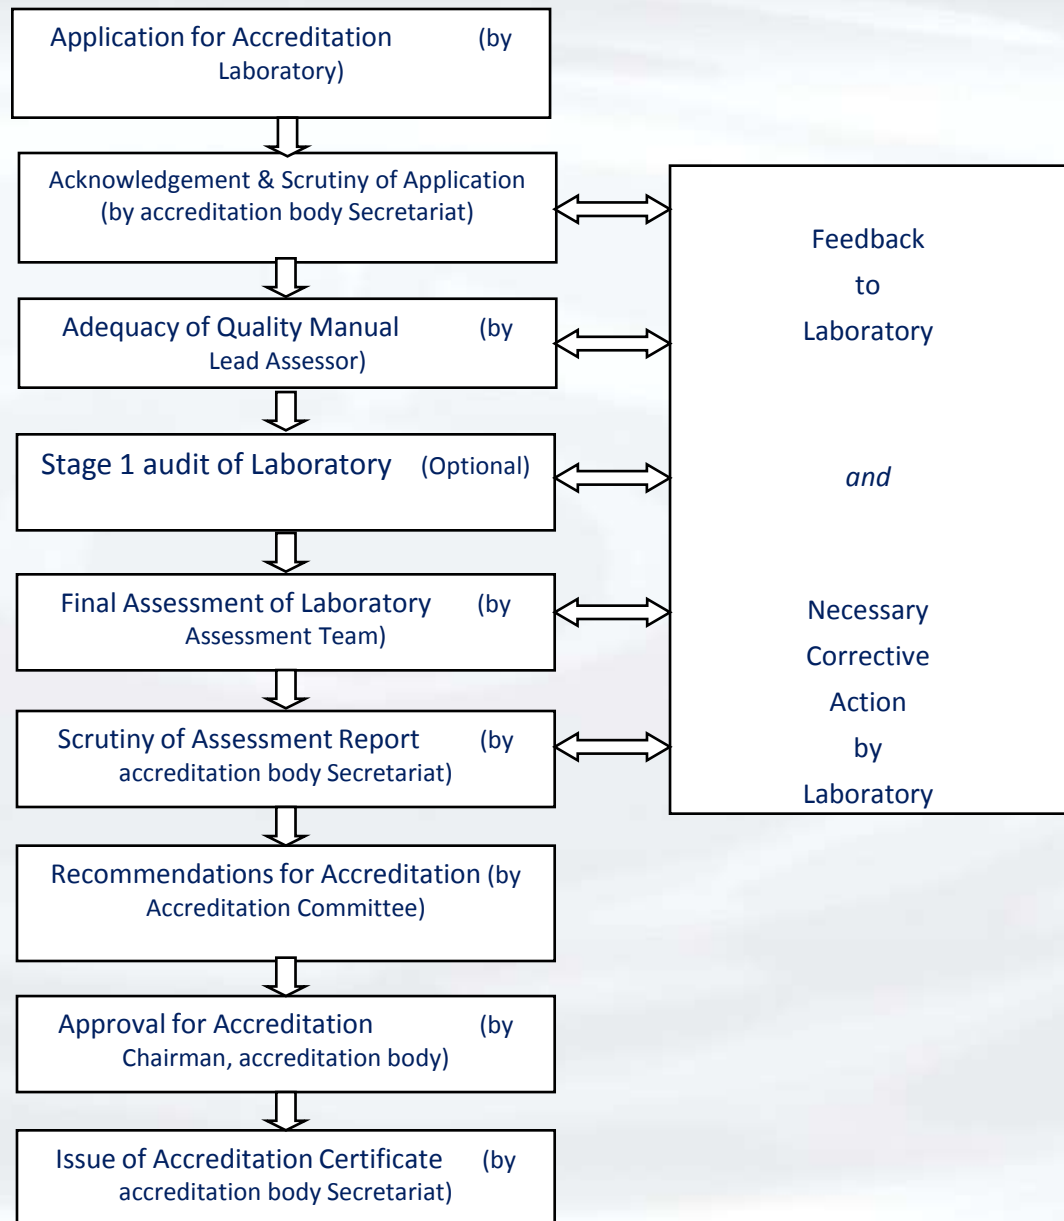 Application for Accreditation (by
Laboratory)
Acknowledgement & Scrutiny of Application
(by accreditation body Secretariat)
Adequacy of Quality Manual (by
Lead Assessor)
Stage 1 audit of Laboratory (Optional)
Final Assessment of Laboratory (by
Assessment Team)
Scrutiny of Assessment Report (by
accreditation body Secretariat)
Recommendations for Accreditation (by
Accreditation Committee)
Approval for Accreditation (by
Chairman, accreditation body)
Issue of Accreditation Certificate (by
accreditation body Secretariat)
Feedback
to
Laboratory
and
Necessary
Corrective
Action
by
Laboratory